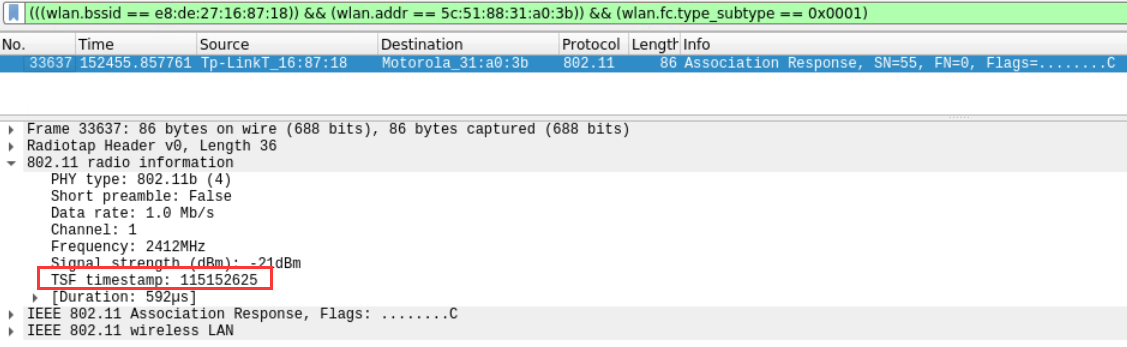 (((wlan.bssid == e8:de:27:16:87:18)) && (wlan.addr == 5c:51:88:31:a0:3b)) && (wlan.fc.type_subtype == 0x0001)
No. Time Source Destination Protocol Length Info
33637 152455.857761 Tp-LinkT_16:87:18 Motorola_31:a0:3b 802.11 86 Association Response, SN=55, FN=0, Flags=........C
Frame 33637: 86 bytes on wire (688 bits), 86 bytes captured (688 bits)
Radiotap Header v0, Length 36
802.11 radio information
PHY type: 802.11b (4)
Short preamble: False
Data rate: 1.0 Mb/s
Channel: 1
Frequency: 2412MHz
Signal strength (dBm): -21dBm
TSF timestamp: 115152625
[Duration: 592µs]
IEEE 802.11 Association Response, Flags: ........C
IEEE 802.11 wireless LAN